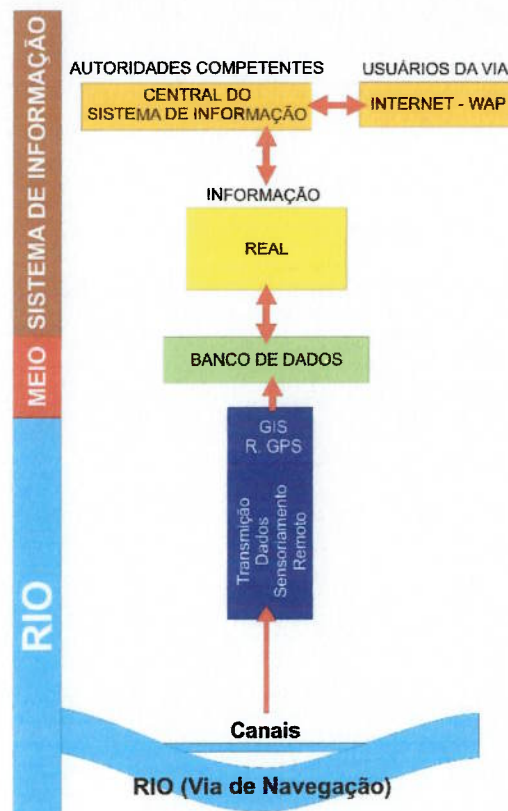 SISTEMA DE INFORMAÇÃO
MEIO
RIO
AUTORIDADES COMPETENTES
CENTRAL DO
SISTEMA DE INFORMAÇÃO
USUÁRIOS DA VIA
INTERNET - WAP
INFORMAÇÃO
REAL
BANCO DE DADOS
GIS
R. GPS
Transmição
Dados
Sensoriamento
Remoto
Canais
RIO (Via de Navegação)